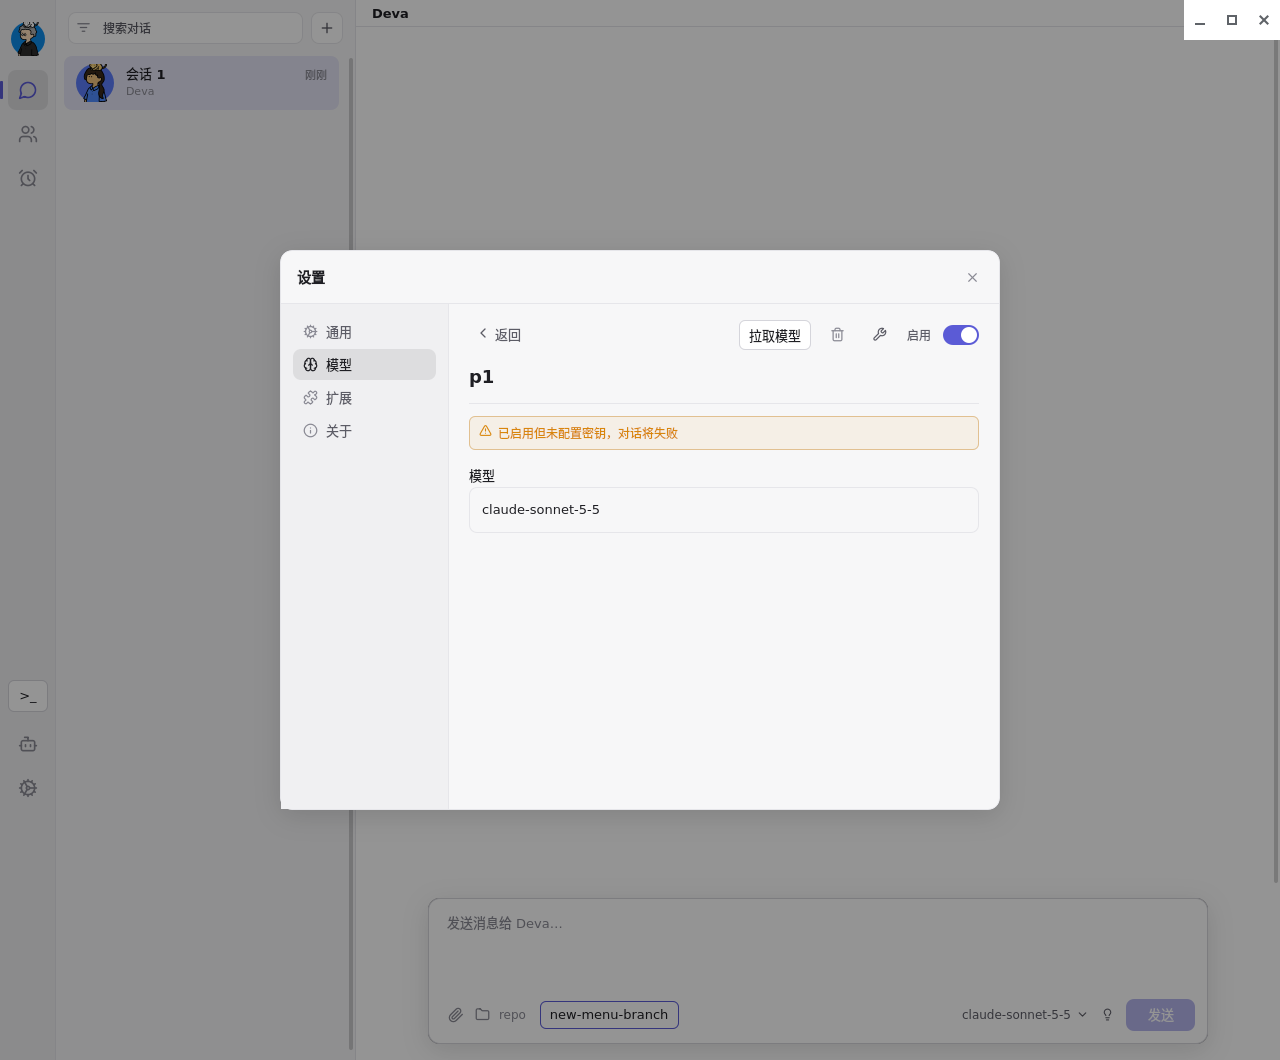 搜索对话
会话 1
刚刚
Deva
Deva
设置
通用
模型
扩展
关于
返回
拉取模型
启用
p1
已启用但未配置密钥，对话将失败
模型
claude-sonnet-5-5
>_
发送消息给 Deva…
repo
new-menu-branch
claude-sonnet-5-5
发送